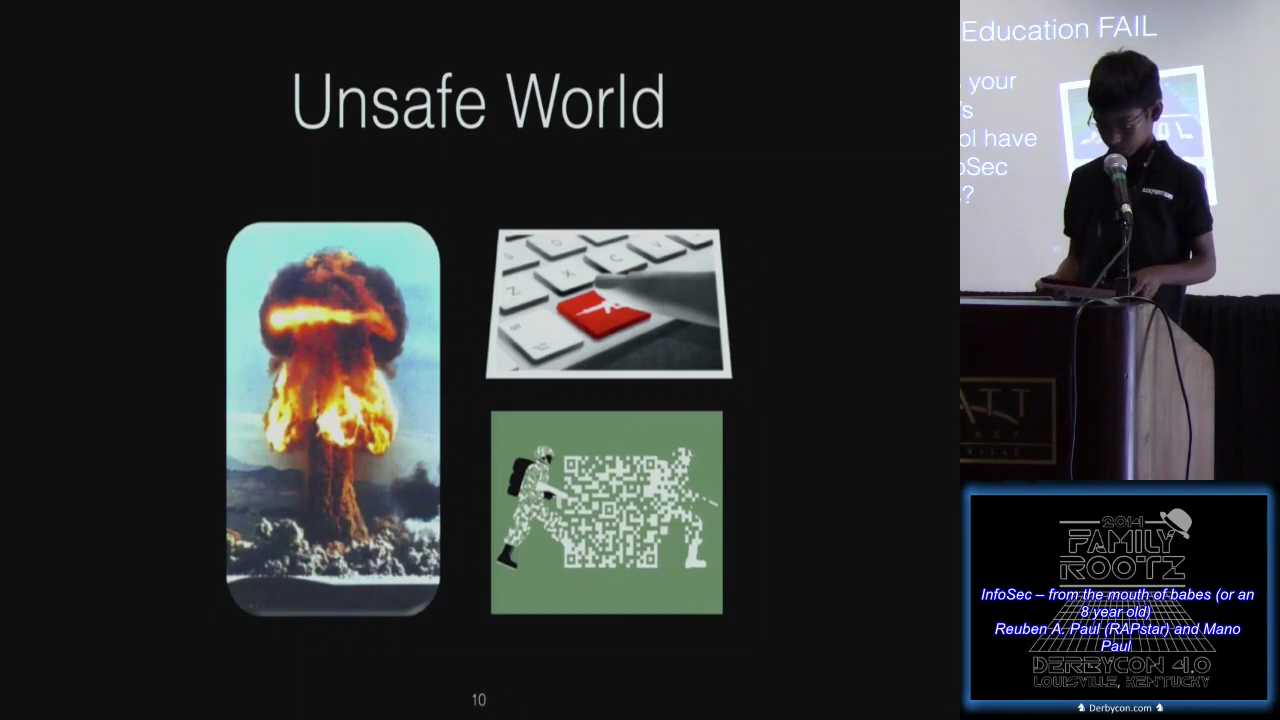 Unsafe World
10
Education FAIL
your
ol have
2014
FAMILY
ROOTZ
InfoSec – from the mouth of babes (or an
8 year old)
Reuben A. Paul (RAPstar) and Mano
Paul
DERBYCON 4.0
LOUISVILLE, KENTUCKY
Derbycon.com